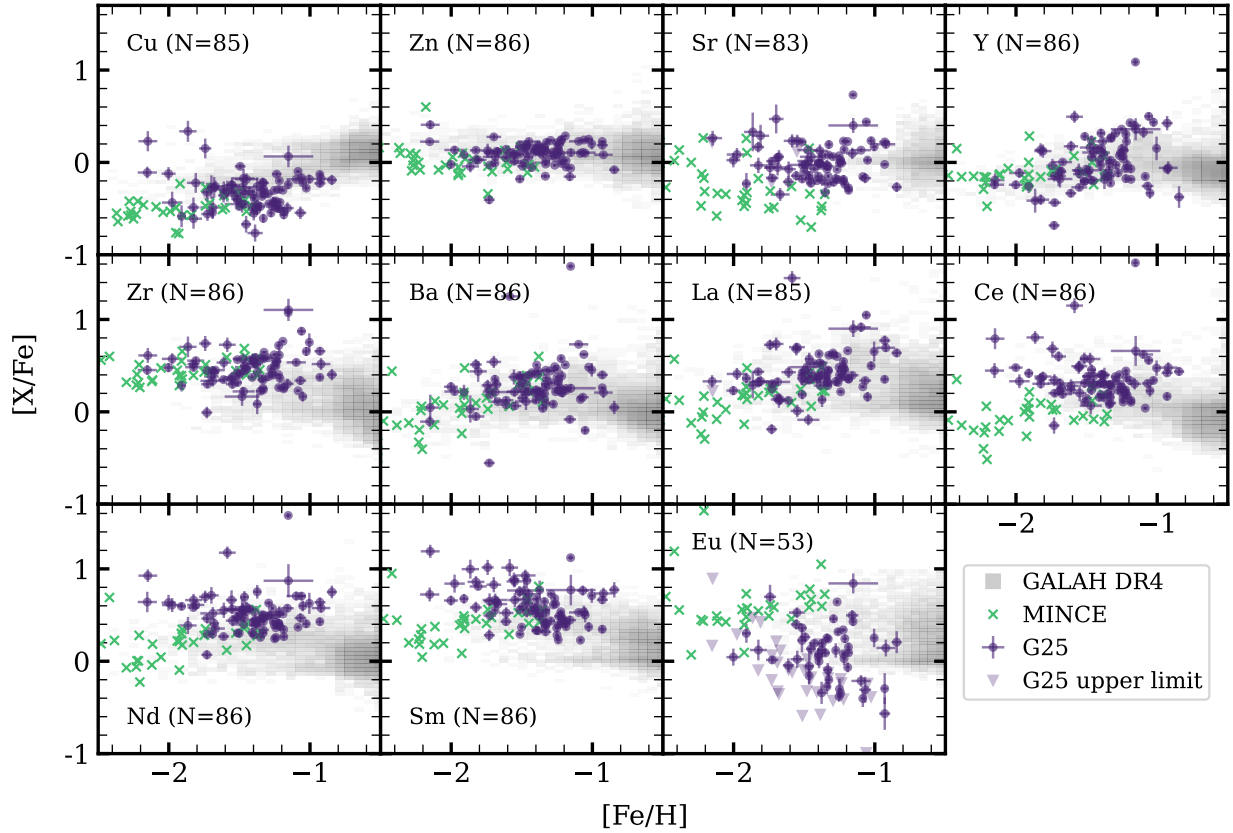 Cu (N=85)
Zn (N=86)
Sr (N=83)
Y (N=86)
1
0
-1
Zr (N=86)
Ba (N=86)
La (N=85)
Ce (N=86)
1
0
-1
[X/Fe]
Nd (N=86)
Sm (N=86)
Eu (N=53)
1
0
-1
−2
−1
−2
−1
−2
−1
−2
−1
GALAH DR4
MINCE
G25
G25 upper limit
[Fe/H]